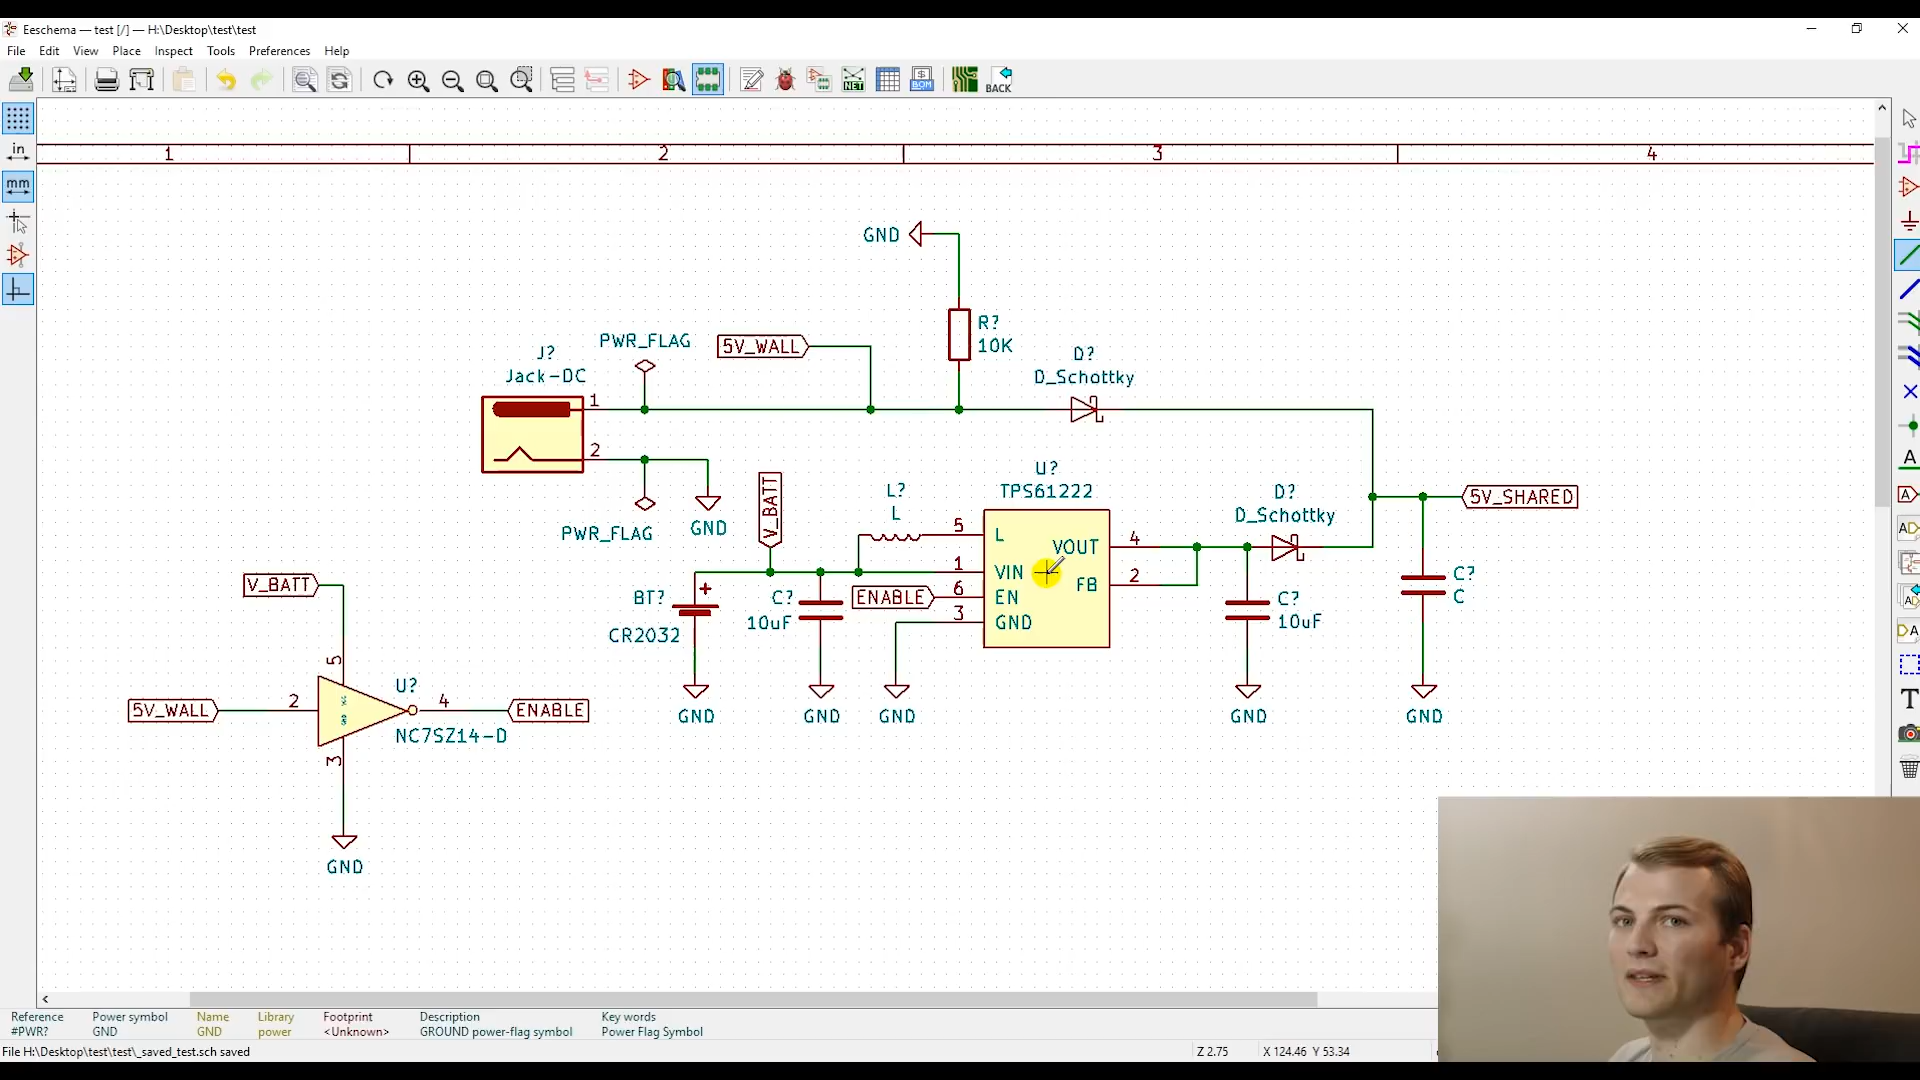 Eeschema — test [/] — H:\Desktop\test\test
File Edit View Place Inspect Tools Preferences Help
NET
BOM
BACK
in
mm
1 2 3 4
GND
R?
10K
PWR_FLAG
5V_WALL
J?
Jack-DC
1
2
D?
D_Schottky
PWR_FLAG
GND
V_BATT
L?
L
U?
TPS61222
5 L
1 VIN
6 EN
3 GND
VOUT 4
FB 2
ENABLE
D?
D_Schottky
5V_SHARED
BT?
CR2032
+
C?
10uF
C?
10uF
C?
C
GND
GND
GND
GND
GND
V_BATT
5
5V_WALL
2
U?
4
ENABLE
NC7SZ14-D
3
GND
A
A
A
A
A
T
Reference Power symbol Name Library Footprint Description Key words
#PWR? GND GND power <Unknown> GROUND power-flag symbol Power Flag Symbol
File H:\Desktop\test\test\_saved_test.sch saved
Z 2.75
X 124.46 Y 53.34